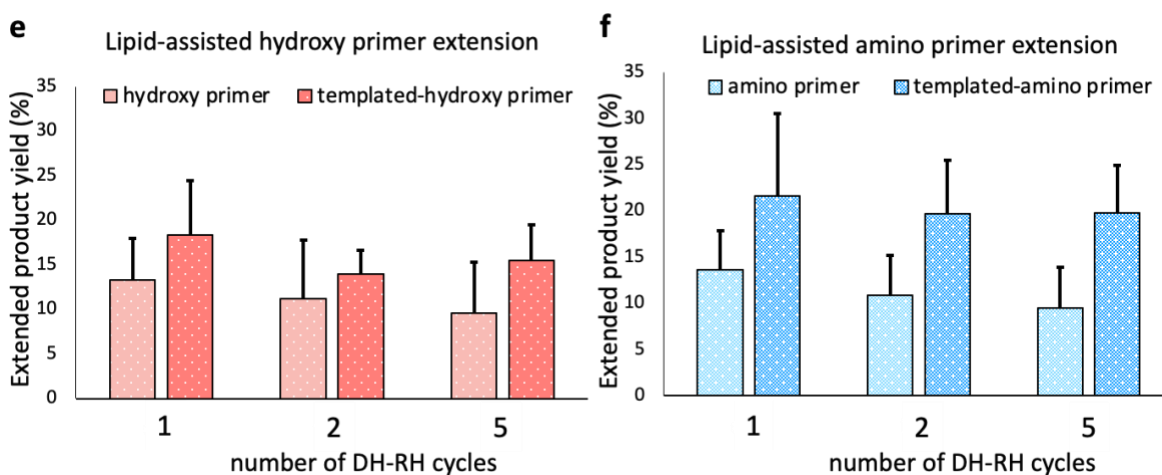 e
Lipid-assisted hydroxy primer extension
hydroxy primer
templated-hydroxy primer
Extended product yield (%)
35
30
25
20
15
10
5
0
1
2
5
number of DH-RH cycles
f
Lipid-assisted amino primer extension
amino primer
templated-amino primer
Extended product yield (%)
35
30
25
20
15
10
5
0
1
2
5
number of DH-RH cycles